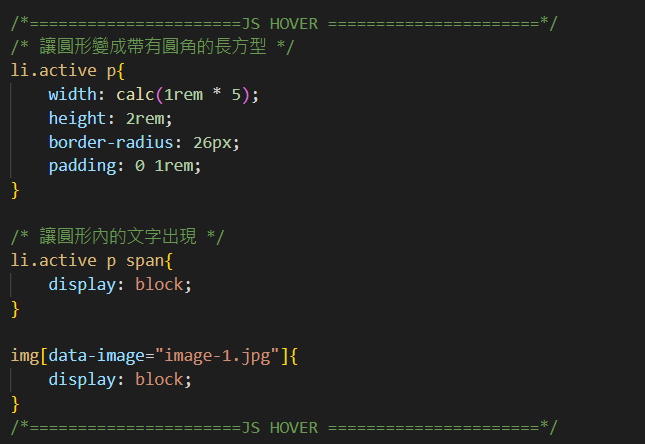 /*======================JS HOVER ======================*/
/* 讓圓形變成帶有圓角的長方型 */
li.active p{
    width: calc(1rem * 5);
    height: 2rem;
    border-radius: 26px;
    padding: 0 1rem;
}
/* 讓圓形內的文字出現 */
li.active p span{
    display: block;
}
img[data-image="image-1.jpg"]{
    display: block;
}
/*======================JS HOVER ======================*/